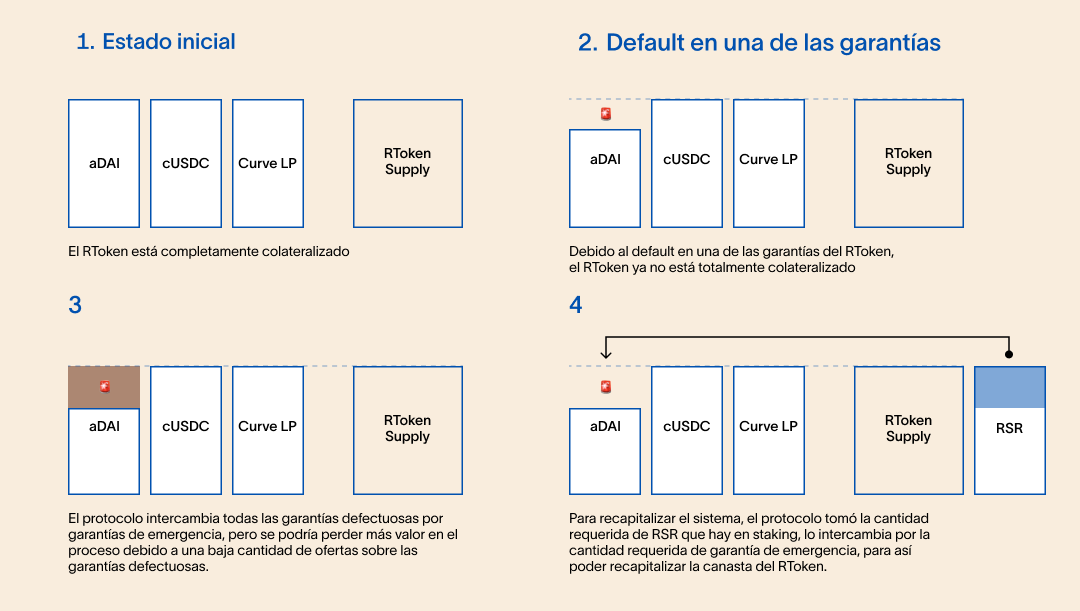 1. Estado inicial
aDAI
cUSDC
Curve LP
RToken
Supply
El RToken está completamente colateralizado
2. Default en una de las garantías
aDAI
cUSDC
Curve LP
RToken
Supply
Debido al default en una de las garantías del RToken,
el RToken ya no está totalmente colateralizado
3
aDAI
cUSDC
Curve LP
RToken
Supply
El protocolo intercambia todas las garantías defectuosas por
garantías de emergencia, pero se podría perder más valor en el
proceso debido a una baja cantidad de ofertas sobre las
garantías defectuosas.
4
aDAI
cUSDC
Curve LP
RToken
Supply
RSR
Para recapitalizar el sistema, el protocolo tomó la cantidad
requerida de RSR que hay en staking, lo intercambia por la
cantidad requerida de garantía de emergencia, para así
poder recapitalizar la canasta del RToken.